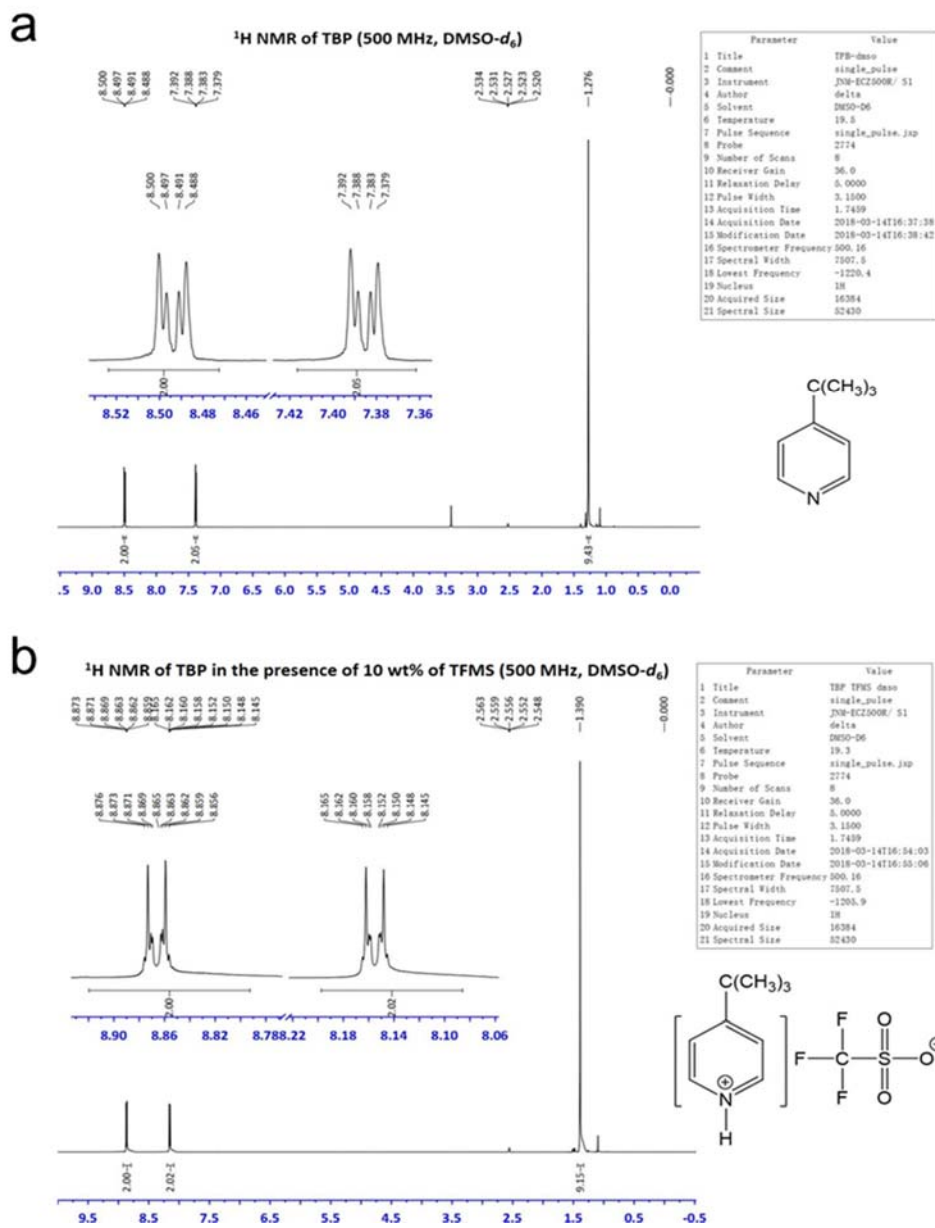 a
¹H NMR of TBP (500 MHz, DMSO-d₆)
8.500
8.497
8.491
8.488
7.392
7.388
7.383
7.379
2.534
2.531
2.527
2.523
2.520
1.276
-0.000
Parameter Value
1 Title TPB-dmso
2 Comment single_pulse
3 Instrument JNM-ECZ500R/ S1
4 Author delta
5 Solvent DMSO-D6
6 Temperature 19.5
7 Pulse Sequence single_pulse.jxp
8 Probe 2774
9 Number of Scans 8
10 Receiver Gain 36.0
11 Relaxation Delay 5.0000
12 Pulse Width 3.1500
13 Acquisition Time 1.7459
14 Acquisition Date 2018-03-14T16:37:38
15 Modification Date 2018-03-14T16:38:42
16 Spectrometer Frequency 500.16
17 Spectral Width 7507.5
18 Lowest Frequency -1220.4
19 Nucleus 1H
20 Acquired Size 16384
21 Spectral Size 52430
8.500
8.497
8.491
8.488
7.392
7.388
7.383
7.379
2.00
2.05
8.52 8.50 8.48 8.46 7.42 7.40 7.38 7.36
C(CH₃)₃
N
2.00
2.05
9.43
.5 9.0 8.5 8.0 7.5 7.0 6.5 6.0 5.5 5.0 4.5 4.0 3.5 3.0 2.5 2.0 1.5 1.0 0.5 0.0
b
¹H NMR of TBP in the presence of 10 wt% of TFMS (500 MHz, DMSO-d₆)
8.873
8.871
8.869
8.863
8.862
8.859
8.165
8.162
8.160
8.158
8.152
8.150
8.148
8.145
2.563
2.559
2.556
2.552
2.548
1.390
-0.000
Parameter Value
1 Title TBP TFMS dmso
2 Comment single_pulse
3 Instrument JNM-ECZ500R/ S1
4 Author delta
5 Solvent DMSO-D6
6 Temperature 19.3
7 Pulse Sequence single_pulse.jxp
8 Probe 2774
9 Number of Scans 8
10 Receiver Gain 36.0
11 Relaxation Delay 5.0000
12 Pulse Width 3.1500
13 Acquisition Time 1.7459
14 Acquisition Date 2018-03-14T16:54:03
15 Modification Date 2018-03-14T16:55:06
16 Spectrometer Frequency 500.16
17 Spectral Width 7507.5
18 Lowest Frequency -1203.9
19 Nucleus 1H
20 Acquired Size 16384
21 Spectral Size 52430
8.876
8.873
8.871
8.869
8.865
8.863
8.862
8.859
8.856
8.165
8.162
8.160
8.158
8.152
8.150
8.148
8.145
2.00
2.02
8.90 8.86 8.82 8.78 8.22 8.18 8.14 8.10 8.06
C(CH₃)₃
N
H
F
F
F
C
S
O
O
O
2.00
2.02
9.15
9.5 8.5 7.5 6.5 5.5 4.5 3.5 2.5 1.5 0.5 -0.5